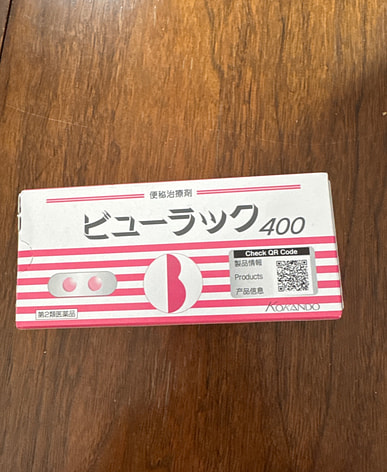 便秘治療剤
ビューラック400
Check QR Code
製品情報
Products
产品信息
第2類医薬品
KOKANDO